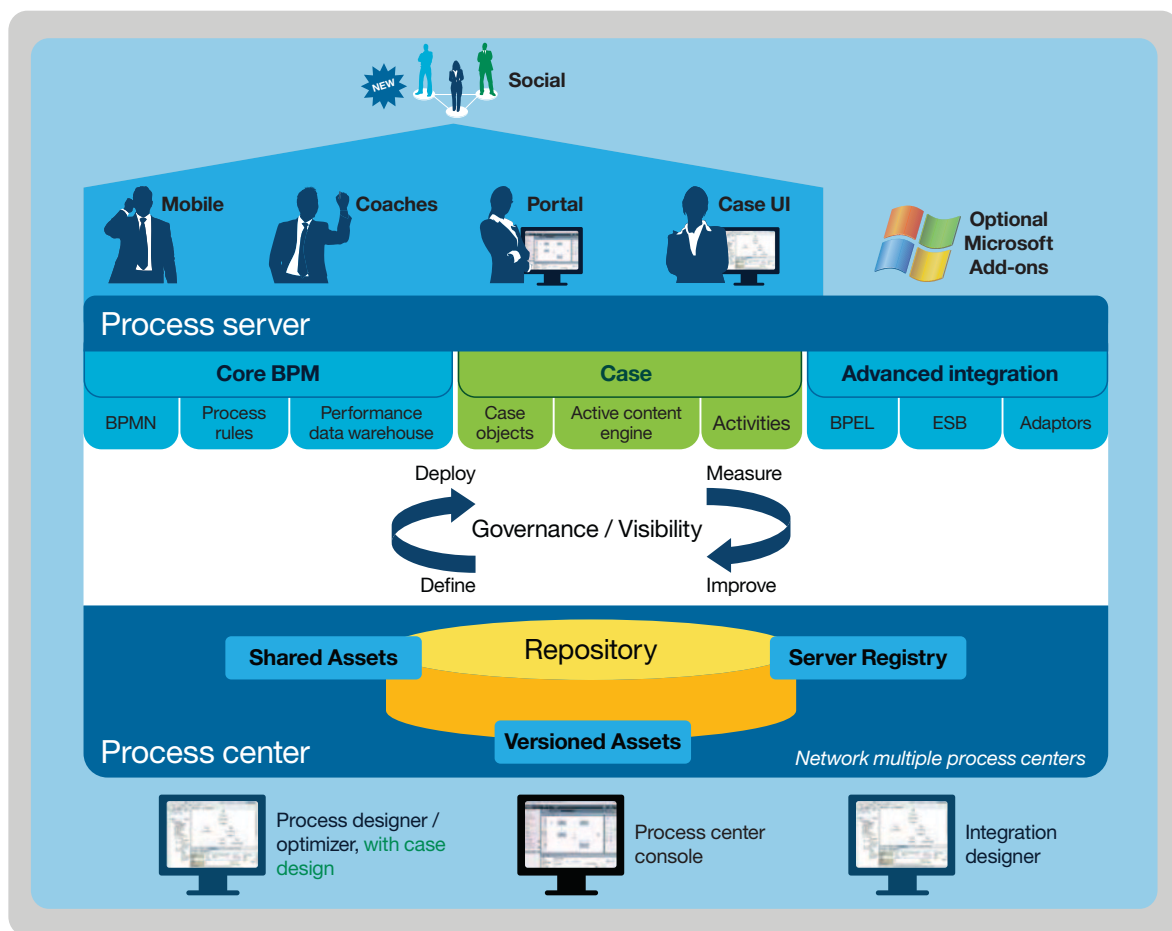 NEW
Social
Mobile
Coaches
Portal
Case UI
Optional
Microsoft
Add-ons
Process server
Core BPM
Case
Advanced integration
BPMN
Process
rules
Performance
data warehouse
Case
objects
Active content
engine
Activities
BPEL
ESB
Adaptors
Deploy
Measure
Governance / Visibility
Define
Improve
Shared Assets
Repository
Server Registry
Versioned Assets
Process center
Network multiple process centers
Process designer /
optimizer, with case
design
Process center
console
Integration
designer